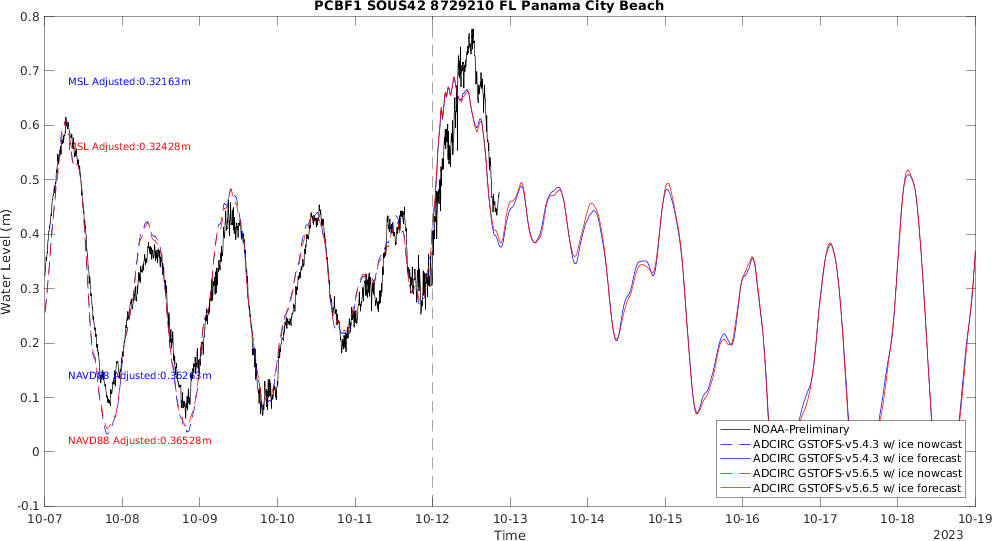 PCBF1 SOUS42 8729210 FL Panama City Beach
0.8
0.7
0.6
0.5
0.4
0.3
0.2
0.1
0
-0.1
Water Level (m)
MSL Adjusted:0.32163m
MSL Adjusted:0.32428m
NAVD88 Adjusted:0.36263m
NAVD88 Adjusted:0.36528m
NOAA-Preliminary
ADCIRC GSTOFS-v5.4.3 w/ ice nowcast
ADCIRC GSTOFS-v5.4.3 w/ ice forecast
ADCIRC GSTOFS-v5.6.5 w/ ice nowcast
ADCIRC GSTOFS-v5.6.5 w/ ice forecast
10-07 10-08 10-09 10-10 10-11 10-12 10-13 10-14 10-15 10-16 10-17 10-18 10-19
Time
2023